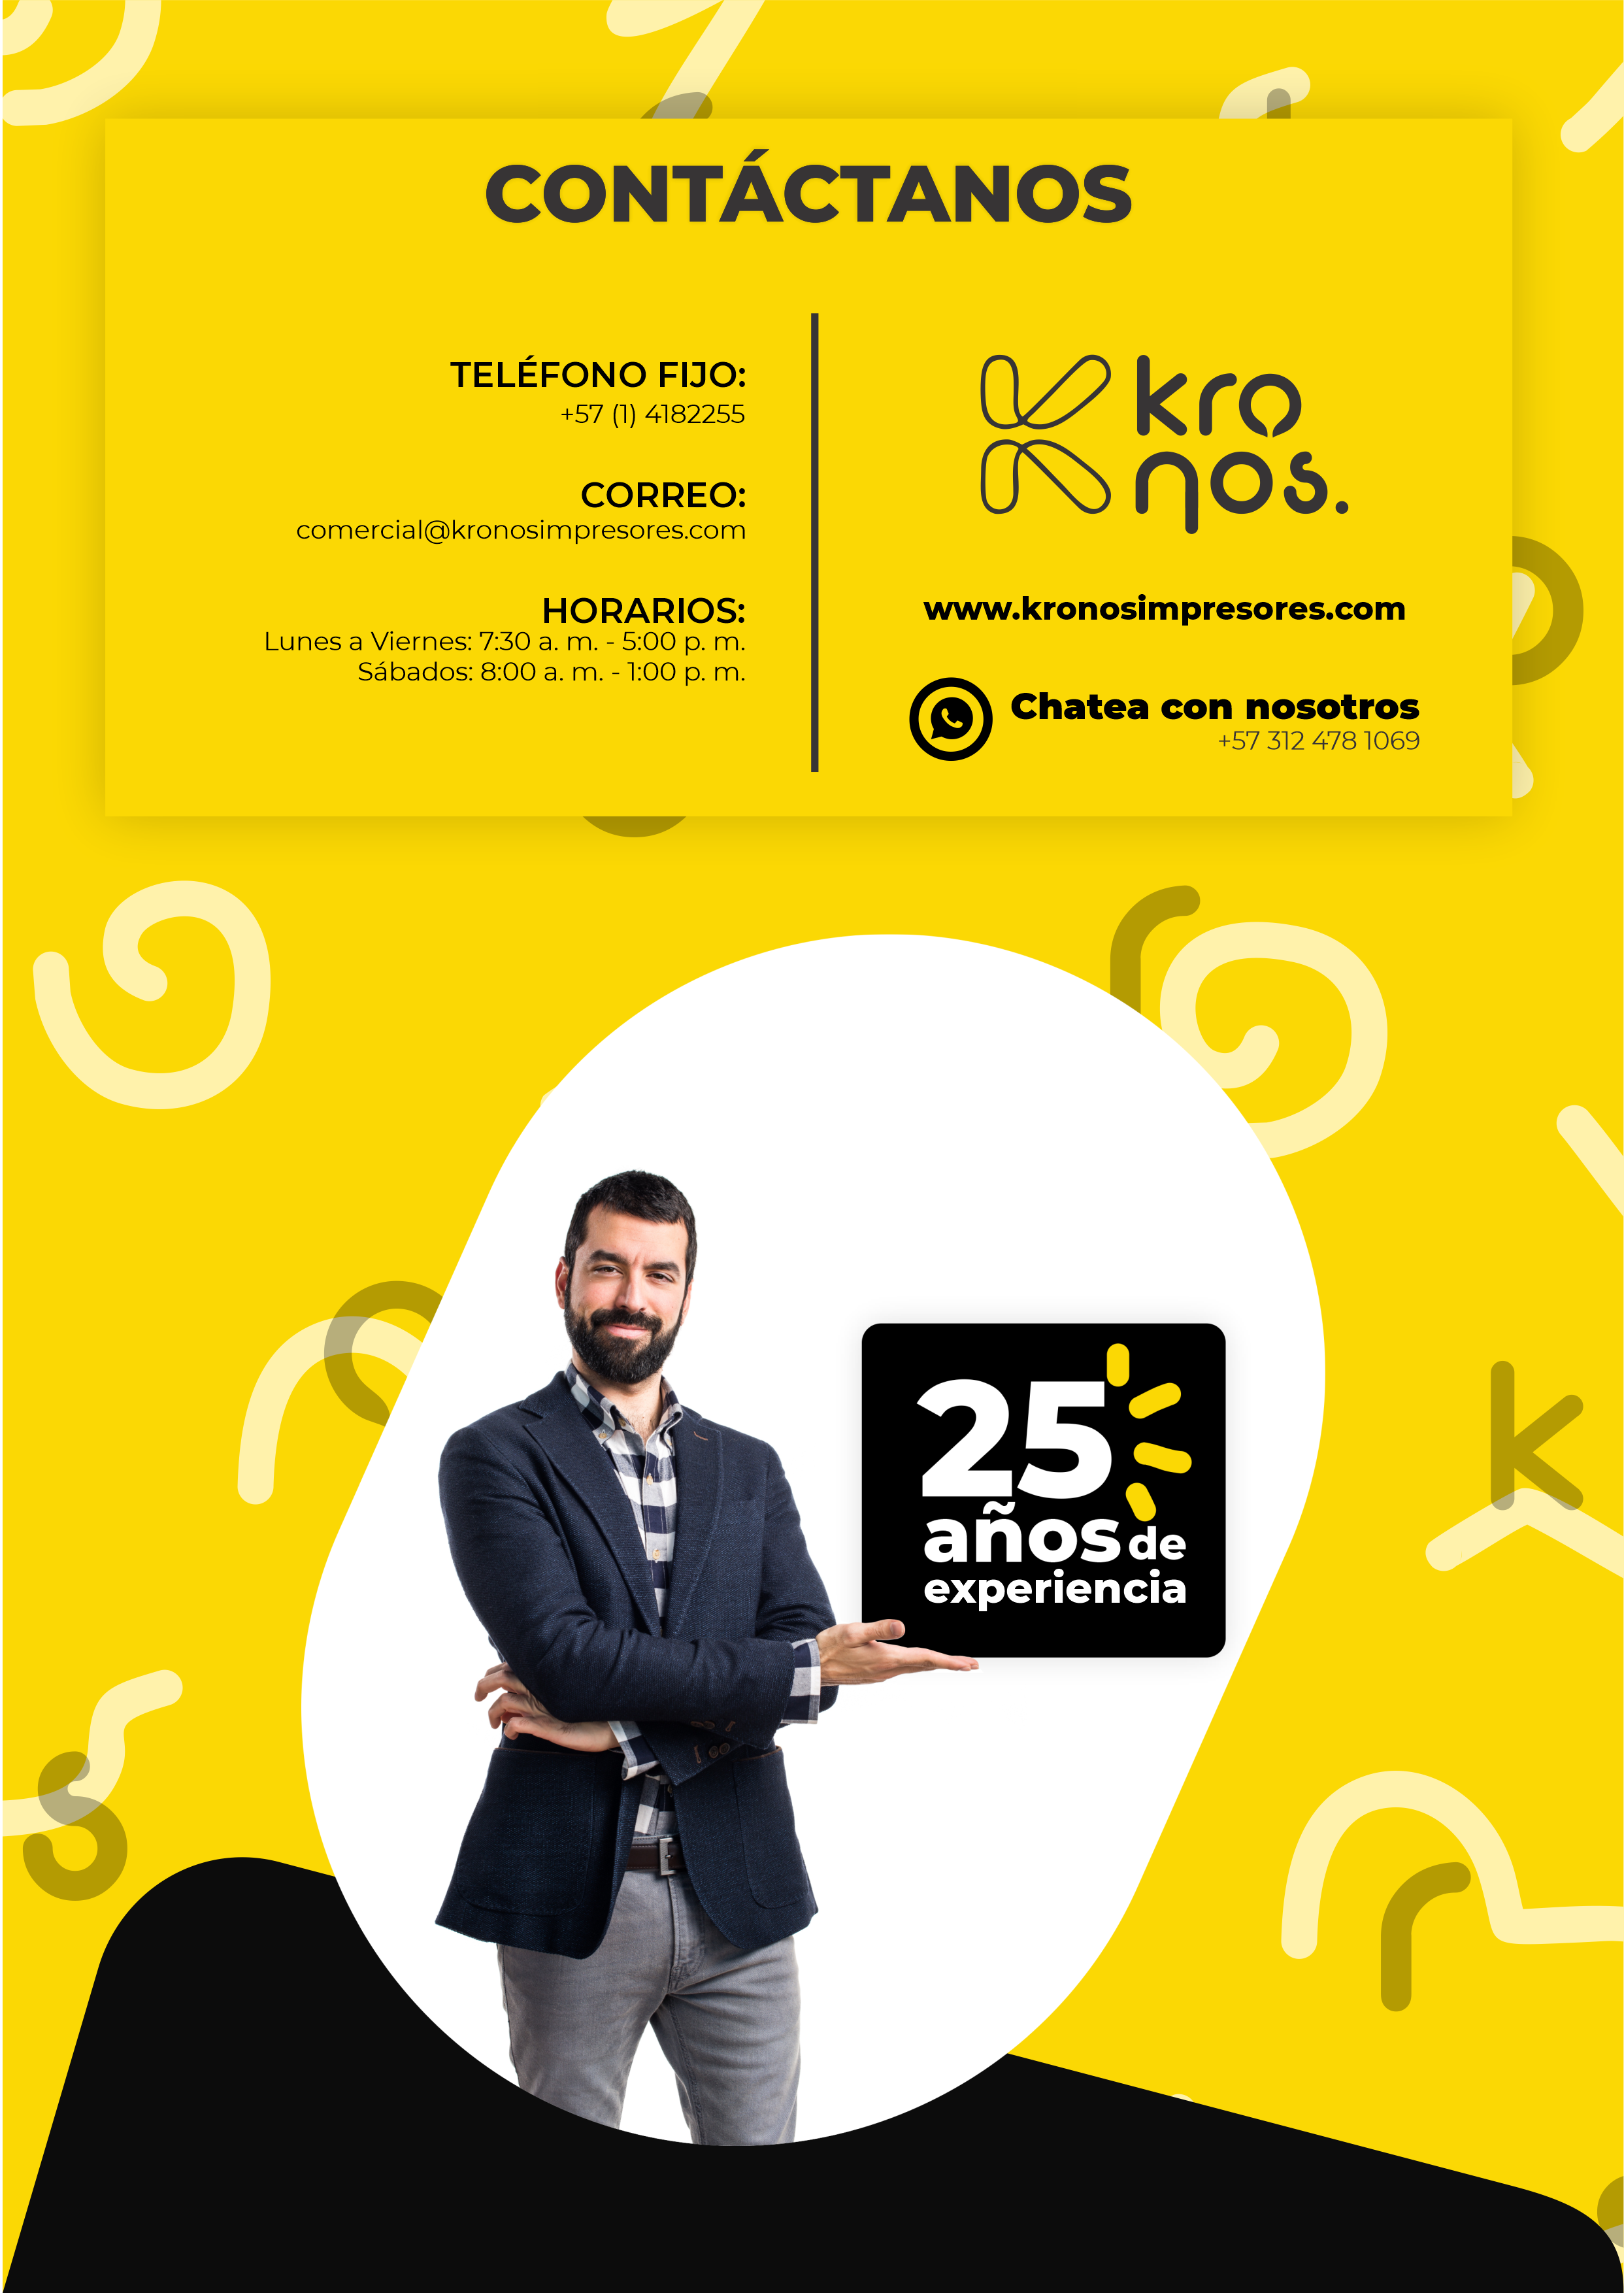 CONTÁCTANOS
TELÉFONO FIJO:
+57 (1) 4182255
CORREO:
comercial@kronosimpresores.com
HORARIOS:
Lunes a Viernes: 7:30 a. m. - 5:00 p. m.
Sábados: 8:00 a. m. - 1:00 p. m.
kro
nos.
www.kronosimpresores.com
Chatea con nosotros
+57 312 478 1069
25
años de
experiencia